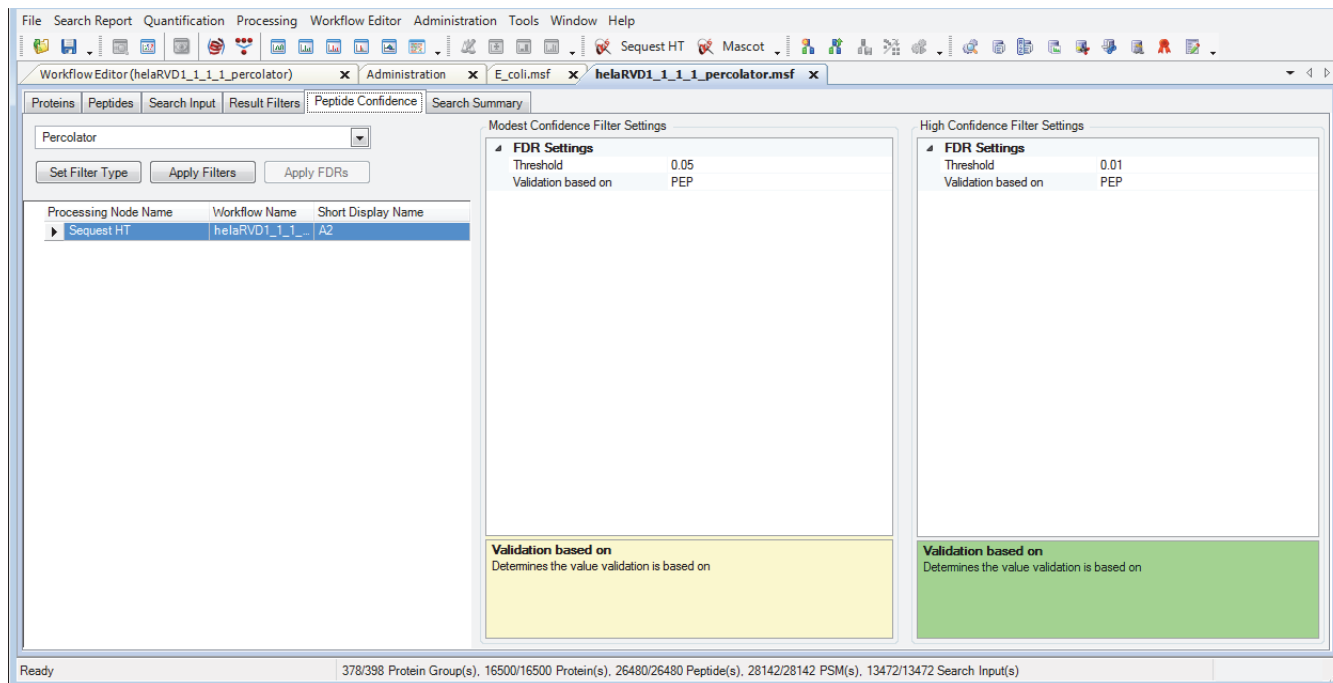 File Search Report Quantification Processing Workflow Editor Administration Tools Window Help
Sequest HT Mascot
WorkflowEditor(helaRVD1_1_1_1_percolator) x Administration x E_coli.msf x helaRVD1_1_1_1_percolator.msf x
Proteins Peptides Search Input Result Filters Peptide Confidence Search Summary
Percolator
Set Filter Type Apply Filters Apply FDRs
Processing Node Name Workflow Name Short Display Name
Sequest HT helaRVD1_1_1_... A2
Modest Confidence Filter Settings
FDR Settings
Threshold 0.05
Validation based on PEP
Validation based on
Determines the value validation is based on
High Confidence Filter Settings
FDR Settings
Threshold 0.01
Validation based on PEP
Validation based on
Determines the value validation is based on
Ready 378/398 Protein Group(s), 16500/16500 Protein(s), 26480/26480 Peptide(s), 28142/28142 PSM(s), 13472/13472 Search Input(s)